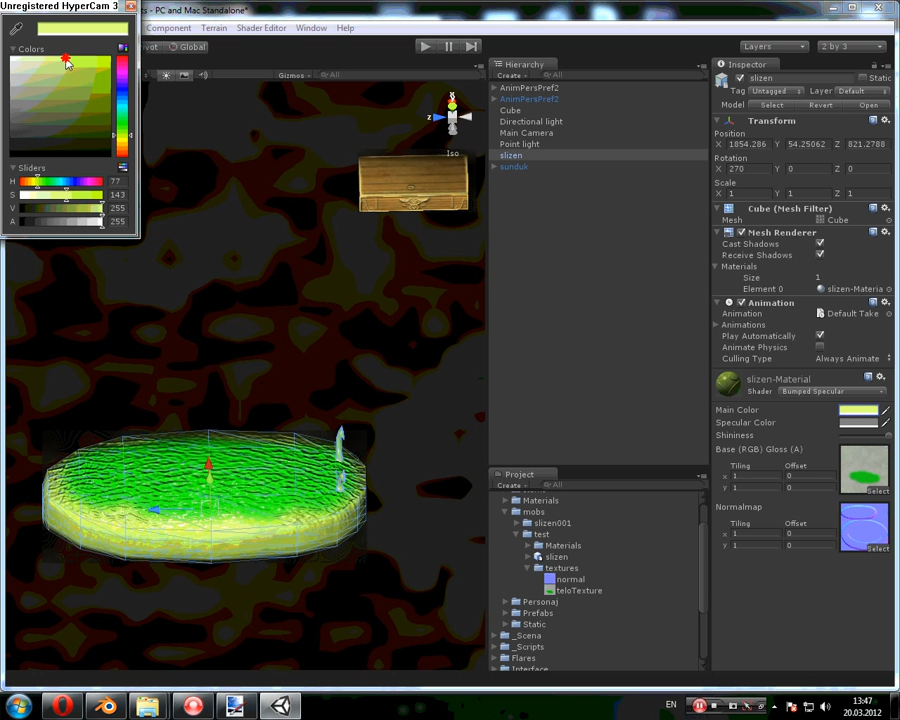 Unregistered HyperCam 3
ts - PC and Mac Standalone*
Component Terrain Shader Editor Window Help
ivot Global
Layers 2 by 3
Colors
Sliders
H 77
S 143
V 255
A 255
Gizmos All
x
z
Iso
Hierarchy
Create All
AnimPersPref2
AnimPersPref2
Cube
Directional light
Main Camera
Point light
slizen
sunduk
Project
Create All
Materials
mobs
slizen001
test
Materials
slizen
textures
normal
teloTexture
Personaj
Prefabs
Static
_Scena
_Scripts
Flares
Interface
Inspector
slizen Static
Tag Untagged Layer Default
Model Select Revert Open
Transform
Position
X 1854.286 Y 54.25062 Z 821.2788
Rotation
X 270 Y 0 Z 0
Scale
X 1 Y 1 Z 1
Cube (Mesh Filter)
Mesh Cube
Mesh Renderer
Cast Shadows
Receive Shadows
Materials
Size 1
Element 0 slizen-Materia
Animation
Animation Default Take
Animations
Play Automatically
Animate Physics
Culling Type Always Animate
slizen-Material
Shader Bumped Specular
Main Color
Specular Color
Shininess
Base (RGB) Gloss (A)
Tiling Offset
x 1 0
y 1 0
Select
Normalmap
Tiling Offset
x 1 0
y 1 0
Select
EN
13:47
20.03.2012